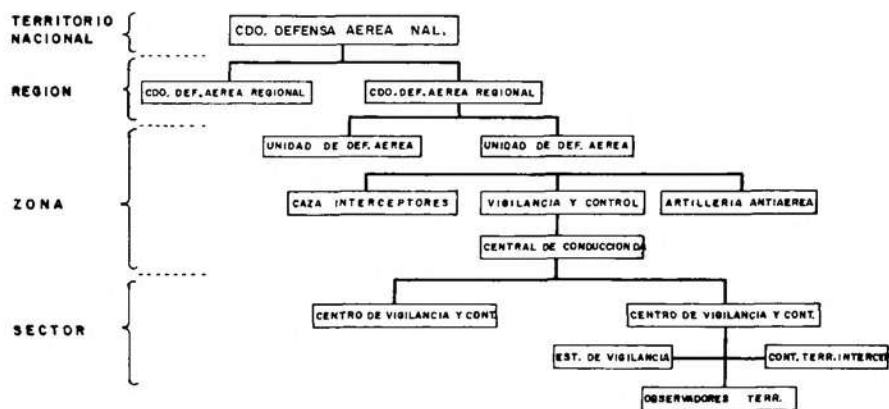 TERRITORIO
NACIONAL
CDO. DEFENSA AEREA NAL.
REGION
CDO. DEF. AEREA REGIONAL
CDO. DEF. AEREA REGIONAL
UNIDAD DE DEF. AEREA
UNIDAD DE DEF. AEREA
ZONA
CAZA INTERCEPTORES
VIGILANCIA Y CONTROL
ARTILLERIA ANTIAEREA
CENTRAL DE CONDUCCION DA
SECTOR
CENTRO DE VIGILANCIA Y CONT.
CENTRO DE VIGILANCIA Y CONT.
EST. DE VIGILANCIA
CONT. TERR. INTERCEP
OBSERVADORES TERR.